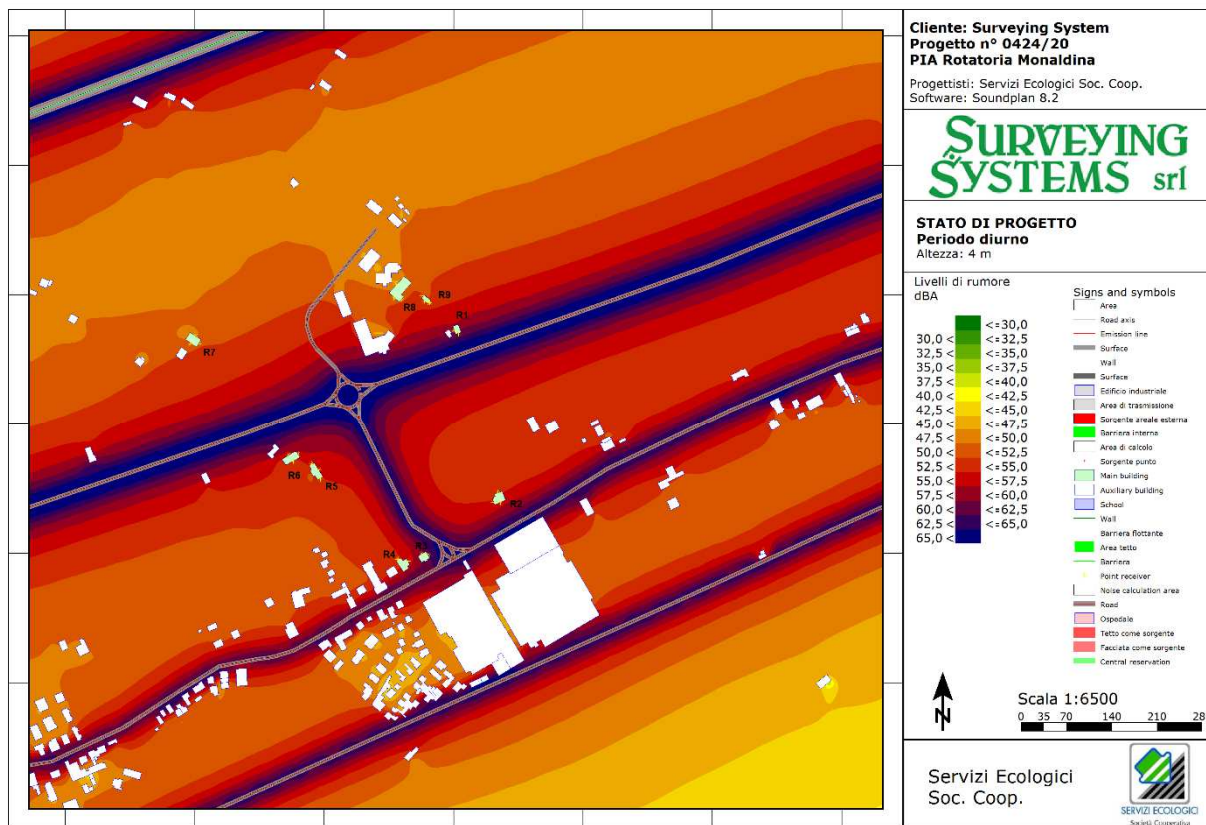 Cliente: Surveying System
Progetto n° 0424/20
PIA Rotatoria Monaldina
Progettisti: Servizi Ecologici Soc. Coop.
Software: Soundplan 8.2
SURVEYING
SYSTEMS srl
STATO DI PROGETTO
Periodo diurno
Altezza: 4 m
Livelli di rumore
dBA
<=30,0
30,0 < <=32,5
32,5 < <=35,0
35,0 < <=37,5
37,5 < <=40,0
40,0 < <=42,5
42,5 < <=45,0
45,0 < <=47,5
47,5 < <=50,0
50,0 < <=52,5
52,5 < <=55,0
55,0 < <=57,5
57,5 < <=60,0
60,0 < <=62,5
62,5 < <=65,0
65,0 <
Signs and symbols
Area
Road axis
Emission line
Surface
Wall
Surface
Edificio industriale
Area di trasmissione
Sorgente areale esterna
Barriera interna
Area di calcolo
Sorgente punto
Main building
Auxiliary building
School
Wall
Barriera flottante
Area tetto
Barriera
Point receiver
Noise calculation area
Road
Ospedale
Tetto come sorgente
Facciata come sorgente
Central reservation
N
Scala 1:6500
0 35 70 140 210 28
Servizi Ecologici
Soc. Coop.
SERVIZI ECOLOGICI
Società Cooperativa
R8
R9
R1
R7
R6
R5
R2
R4